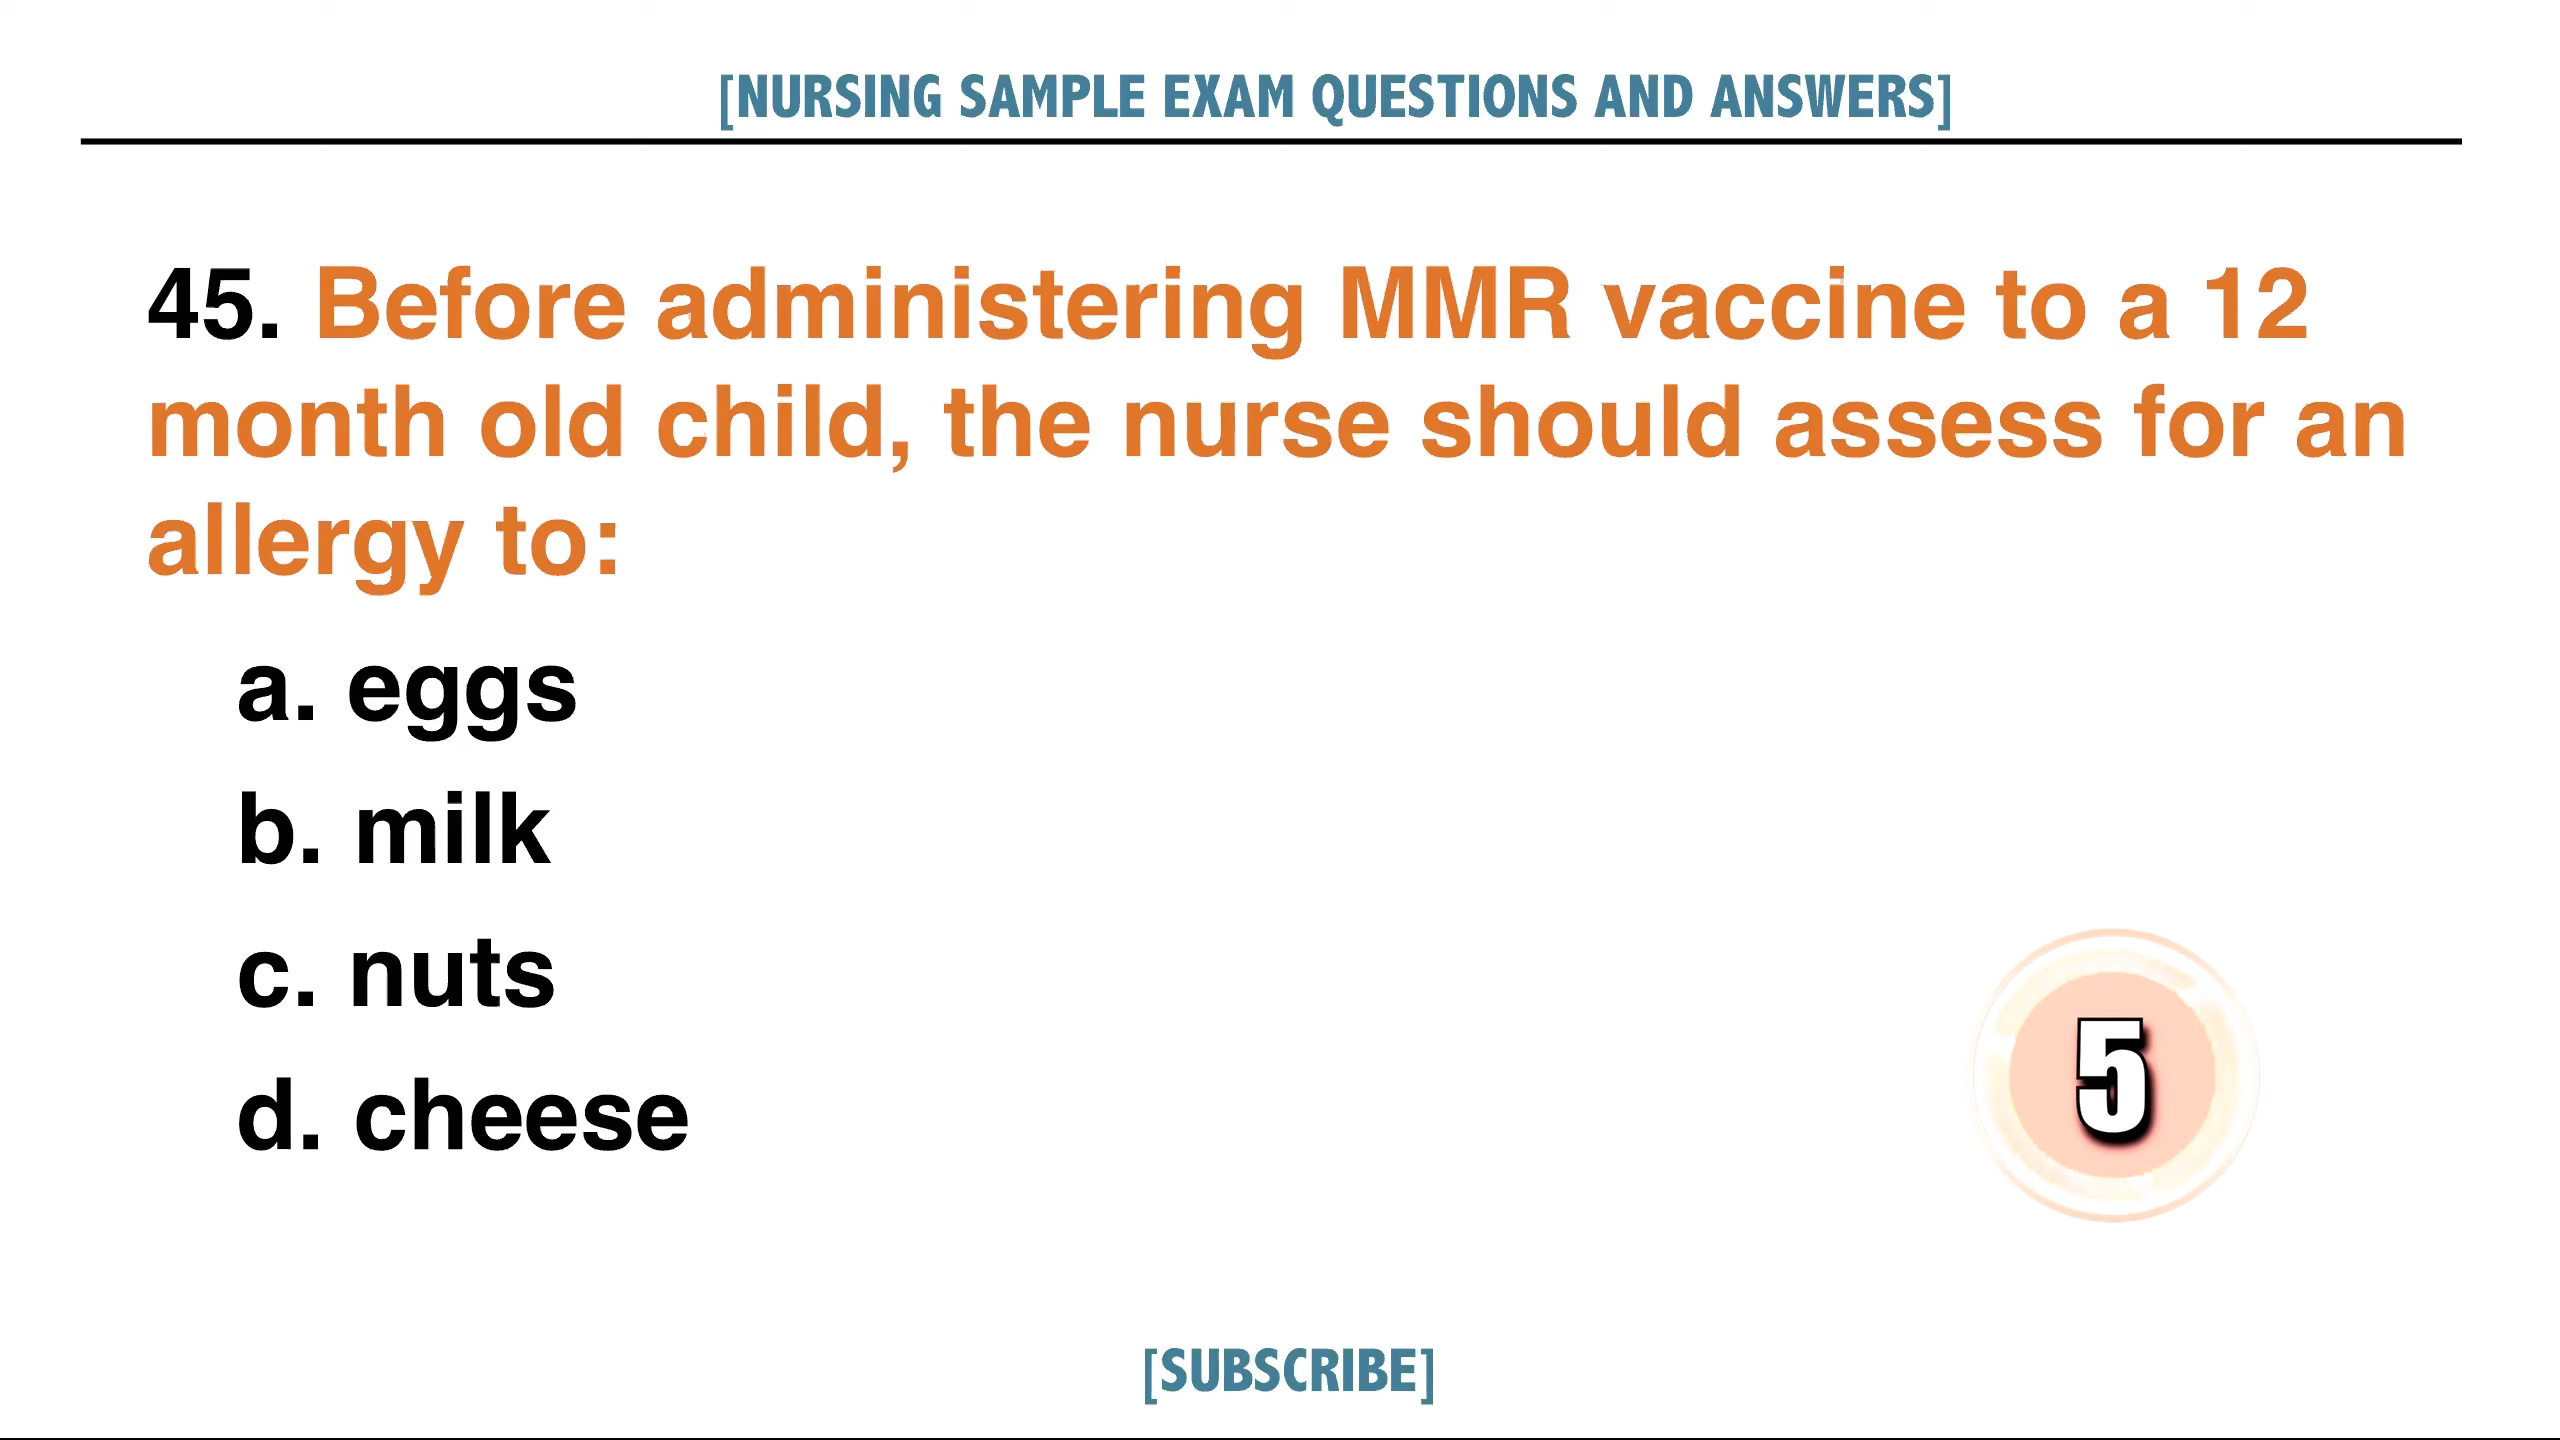 [NURSING SAMPLE EXAM QUESTIONS AND ANSWERS]
45. Before administering MMR vaccine to a 12
month old child, the nurse should assess for an
allergy to:
a. eggs
b. milk
c. nuts
d. cheese
5
[SUBSCRIBE]